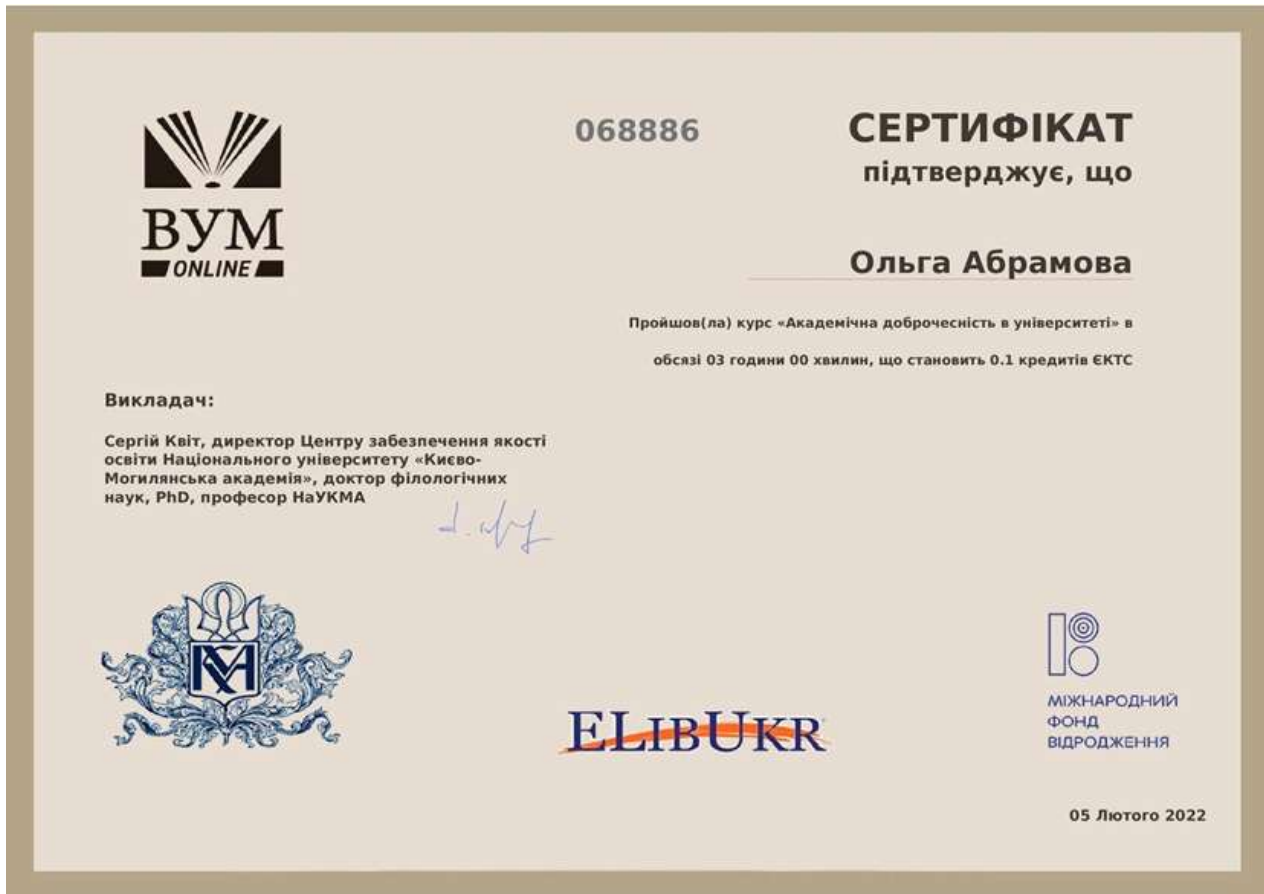 ВУМ
ONLINE
068886
СЕРТИФІКАТ
підтверджує, що
Ольга Абрамова
Пройшов(ла) курс «Академічна доброчесність в університеті» в
обсязі 03 години 00 хвилин, що становить 0.1 кредитів ЄКТС
Викладач:
Сергій Квіт, директор Центру забезпечення якості
освіти Національного університету «Києво-
Могилянська академія», доктор філологічних
наук, PhD, професор НаУКМА
ELIBUKR
МІЖНАРОДНИЙ
ФОНД
ВІДРОДЖЕННЯ
05 Лютого 2022